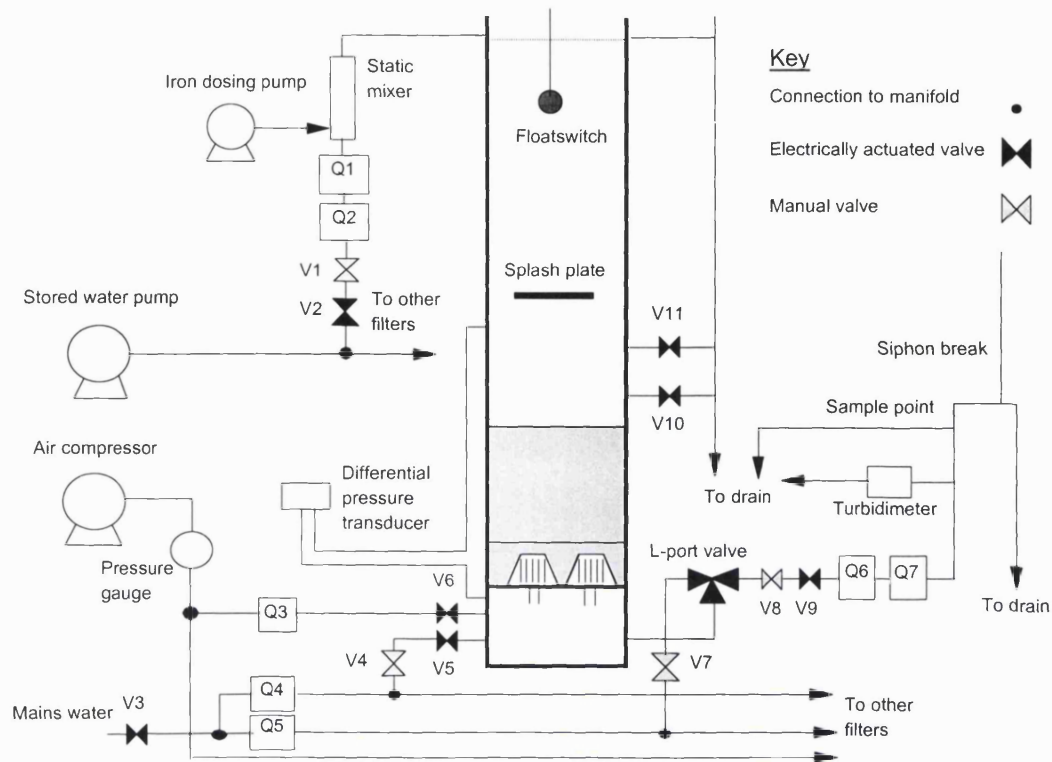 Key
Iron dosing pump
Static
mixer
Connection to manifold
Floatswitch
Electrically actuated valve
Q1
Manual valve
Q2
V1
Splash plate
Stored water pump
V2
To other
filters
V11
Siphon break
V10
Sample point
Air compressor
Differential
pressure
transducer
To drain
Turbidimeter
L-port valve
Pressure
gauge
V6
Q6
Q7
Q3
V8
V9
To drain
V4
V5
V7
Q4
V3
Mains water
Q5
To other
filters